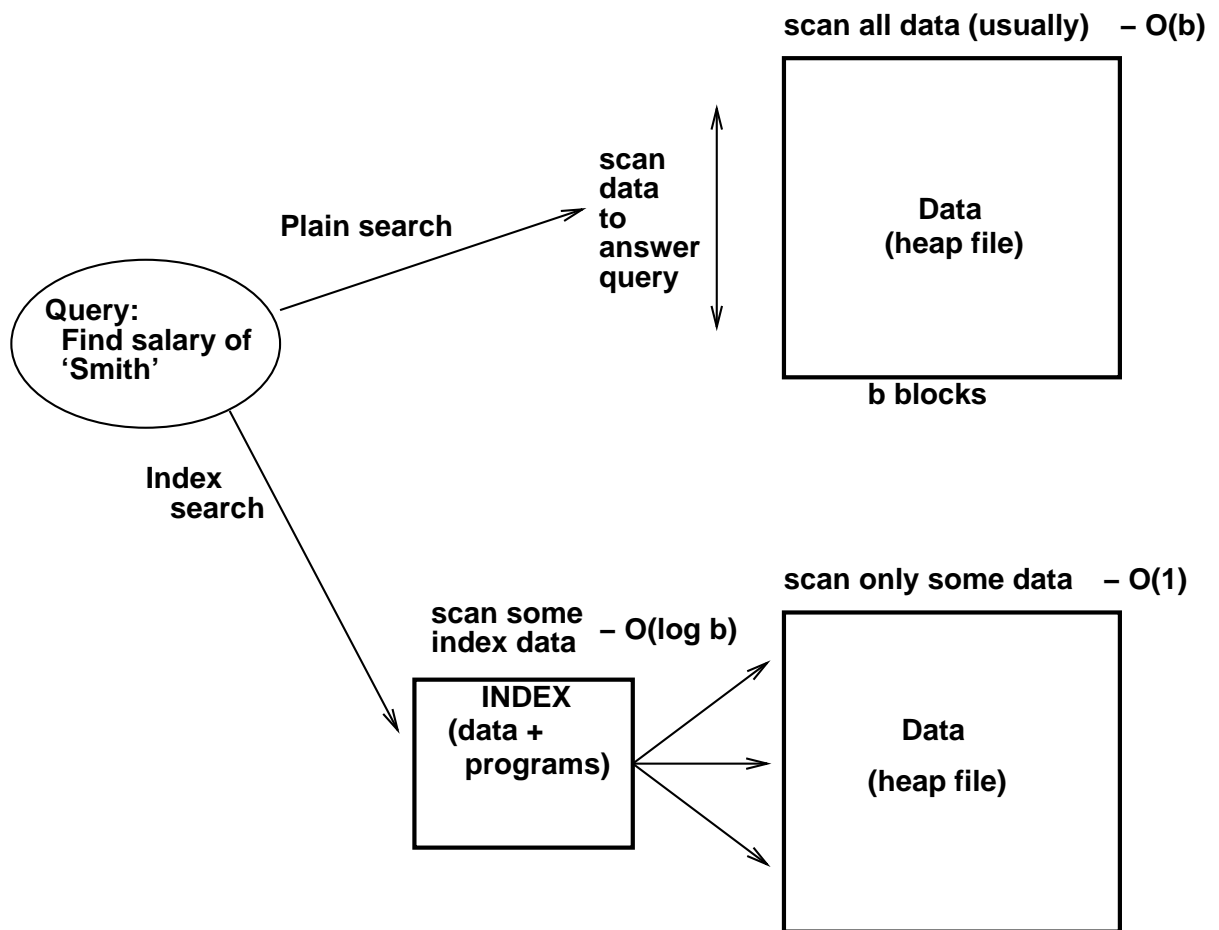 scan all data (usually) – O(b)
scan
data
to
answer
query
Data
(heap file)
Plain search
Query:
Find salary of
‘Smith’
b blocks
Index
search
scan only some data – O(1)
scan some
index data – O(log b)
INDEX
(data +
programs)
Data
(heap file)